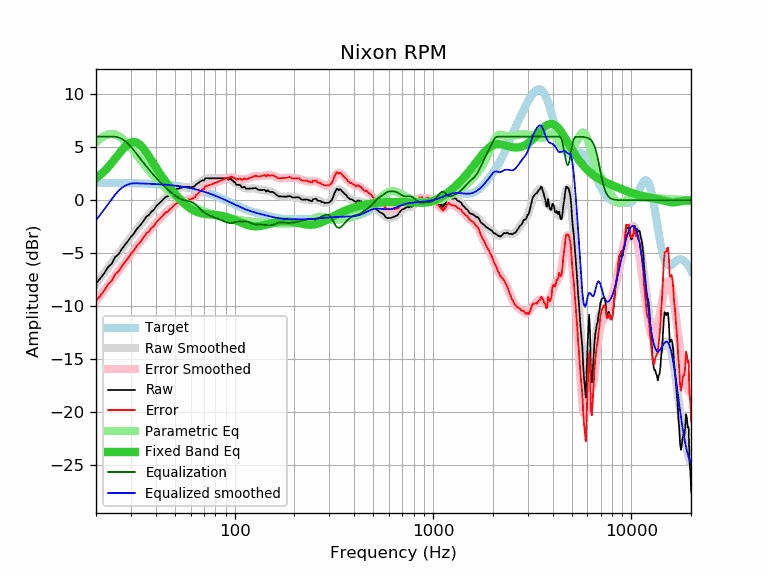 Nixon RPM
Amplitude (dBr)
10
5
0
−5
−10
−15
−20
−25
Target
Raw Smoothed
Error Smoothed
Raw
Error
Parametric Eq
Fixed Band Eq
Equalization
Equalized smoothed
100
1000
10000
Frequency (Hz)